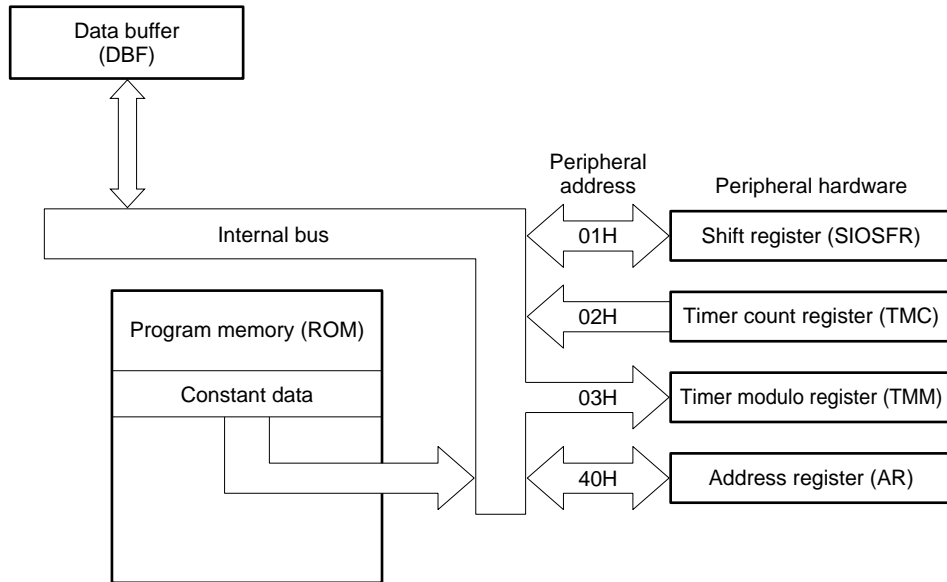 Data buffer
(DBF)
Peripheral
address
Peripheral hardware
Internal bus
01H
Shift register (SIOSFR)
Program memory (ROM)
02H
Timer count register (TMC)
Constant data
03H
Timer modulo register (TMM)
40H
Address register (AR)